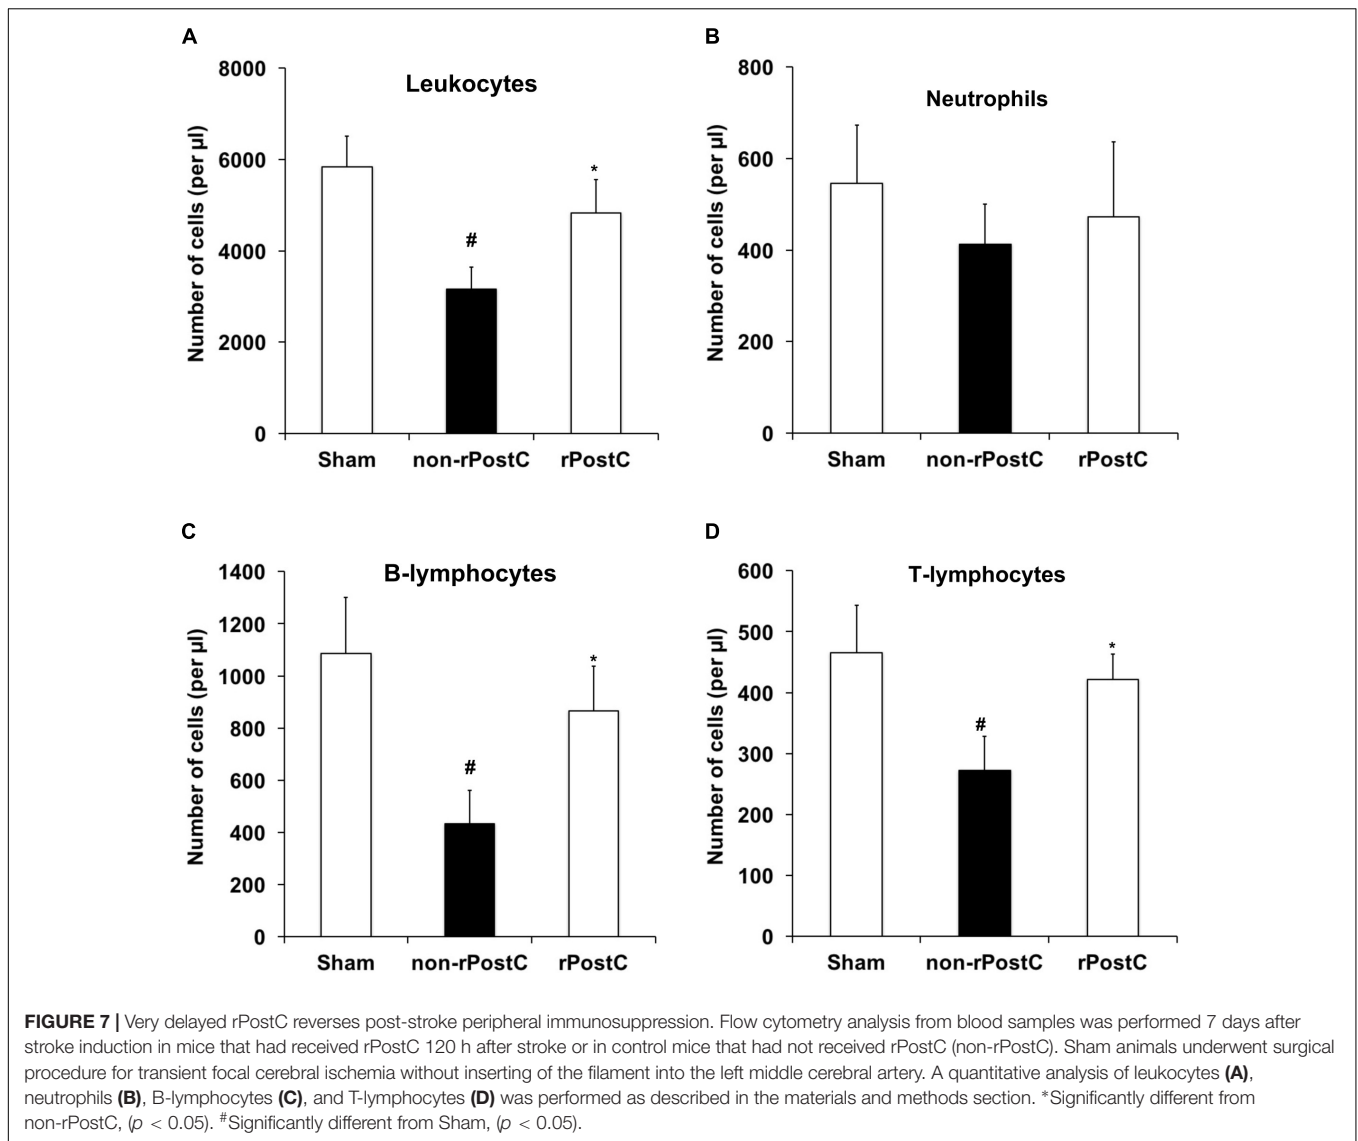 A
Leukocytes
8000
6000
4000
2000
0
Number of cells (per µl)
*
#
Sham non-rPostC rPostC
B
Neutrophils
800
600
400
200
0
Number of cells (per µl)
Sham non-rPostC rPostC
C
B-lymphocytes
1400
1200
1000
800
600
400
200
0
Number of cells (per µl)
*
#
Sham non-rPostC rPostC
D
T-lymphocytes
600
500
400
300
200
100
0
Number of cells (per µl)
*
#
Sham non-rPostC rPostC
FIGURE 7 | Very delayed rPostC reverses post-stroke peripheral immunosuppression. Flow cytometry analysis from blood samples was performed 7 days after
stroke induction in mice that had received rPostC 120 h after stroke or in control mice that had not received rPostC (non-rPostC). Sham animals underwent surgical
procedure for transient focal cerebral ischemia without inserting of the filament into the left middle cerebral artery. A quantitative analysis of leukocytes (A),
neutrophils (B), B-lymphocytes (C), and T-lymphocytes (D) was performed as described in the materials and methods section. *Significantly different from
non-rPostC, (p < 0.05). #Significantly different from Sham, (p < 0.05).